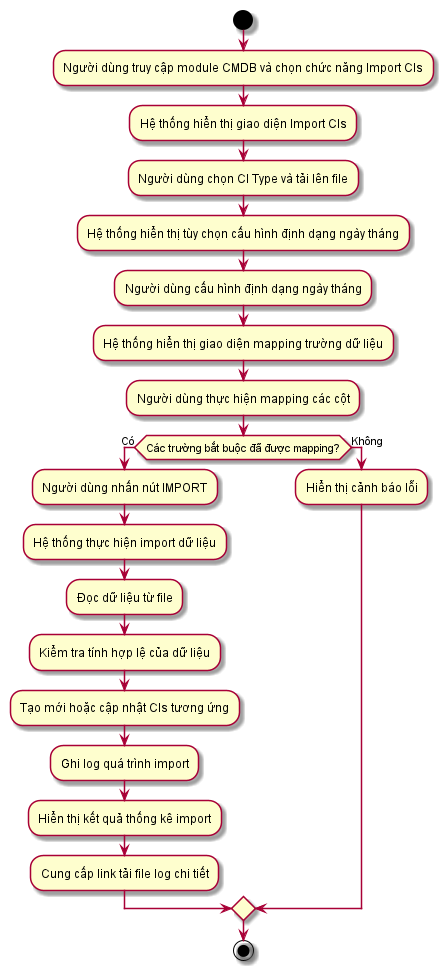 Người dùng truy cập module CMDB và chọn chức năng Import CIs
Hệ thống hiển thị giao diện Import CIs
Người dùng chọn CI Type và tải lên file
Hệ thống hiển thị tùy chọn cấu hình định dạng ngày tháng
Người dùng cấu hình định dạng ngày tháng
Hệ thống hiển thị giao diện mapping trường dữ liệu
Người dùng thực hiện mapping các cột
Có
Các trường bắt buộc đã được mapping?
Không
Người dùng nhấn nút IMPORT
Hiển thị cảnh báo lỗi
Hệ thống thực hiện import dữ liệu
Đọc dữ liệu từ file
Kiểm tra tính hợp lệ của dữ liệu
Tạo mới hoặc cập nhật CIs tương ứng
Ghi log quá trình import
Hiển thị kết quả thống kê import
Cung cấp link tải file log chi tiết